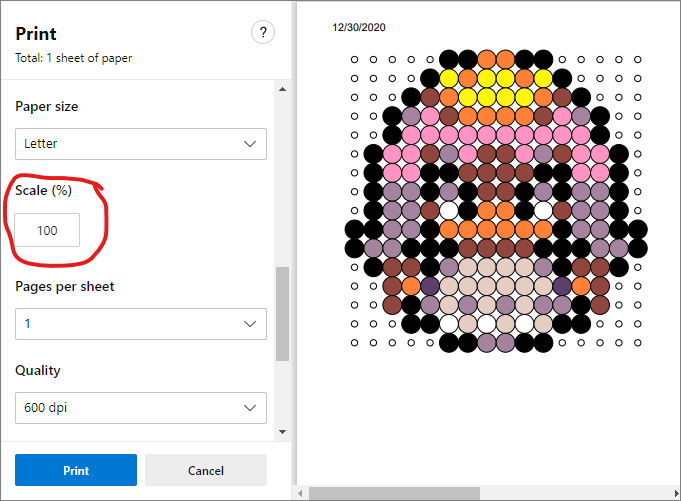 Print
?
Total: 1 sheet of paper
Paper size
Letter
Scale (%)
100
Pages per sheet
1
Quality
600 dpi
Print
Cancel
12/30/2020